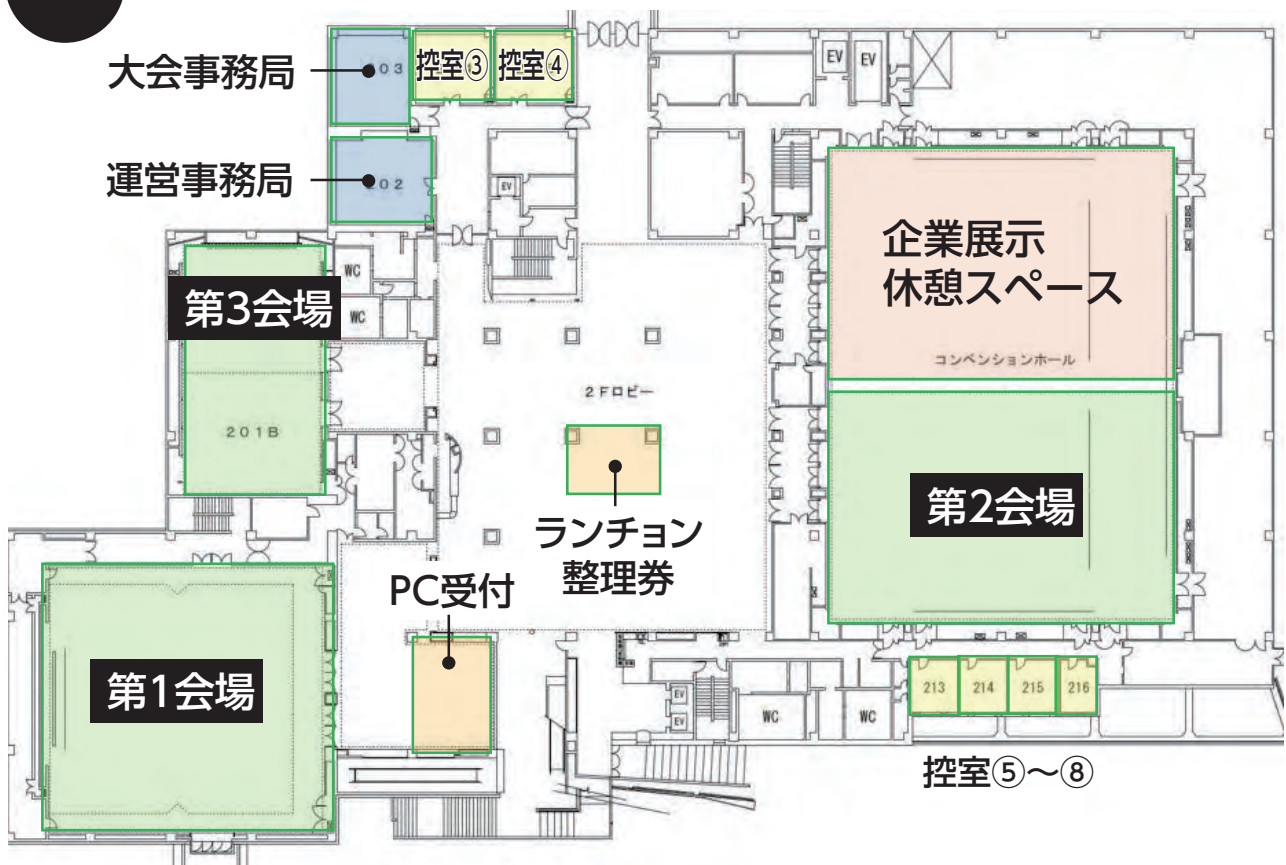 大会事務局
403
控室③
控室④
EV
EV
運営事務局
202
EV
企業展示
休憩スペース
コンベンションホール
第3会場
WC
WC
2Fロビー
201B
第2会場
ランチョン
整理券
PC受付
第1会場
EV
EV
WC
WC
213
214
215
216
控室⑤～⑧